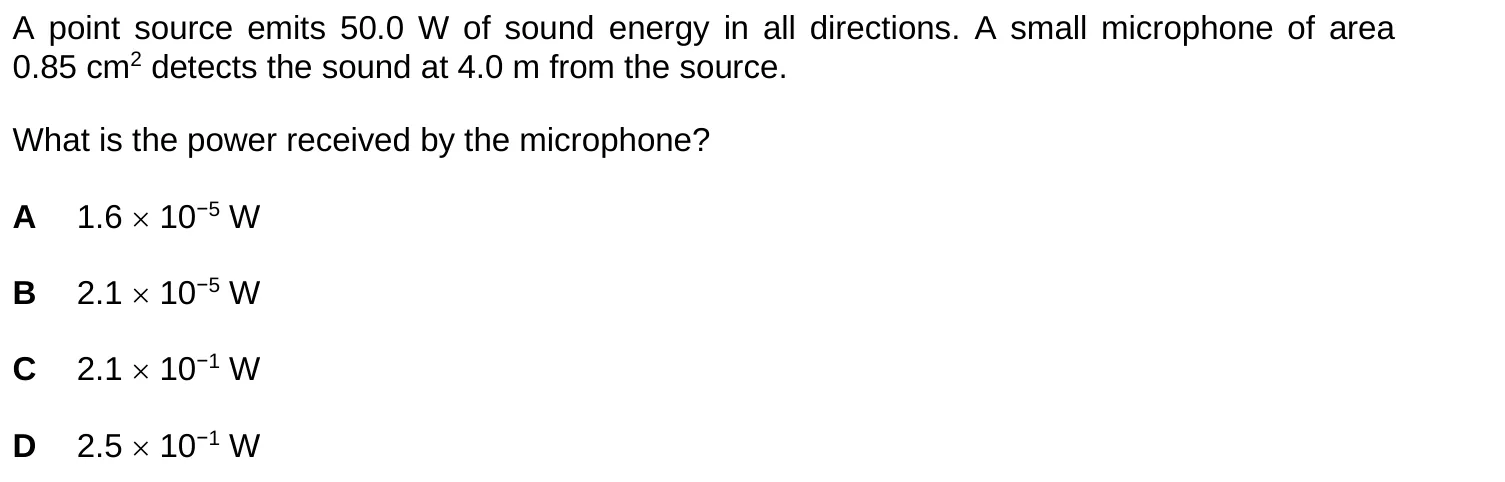 A point source emits 50.0 W of sound energy in all directions. A small microphone of area
0.85 cm² detects the sound at 4.0 m from the source.
What is the power received by the microphone?
A 1.6 × 10⁻⁵ W
B 2.1 × 10⁻⁵ W
C 2.1 × 10⁻¹ W
D 2.5 × 10⁻¹ W